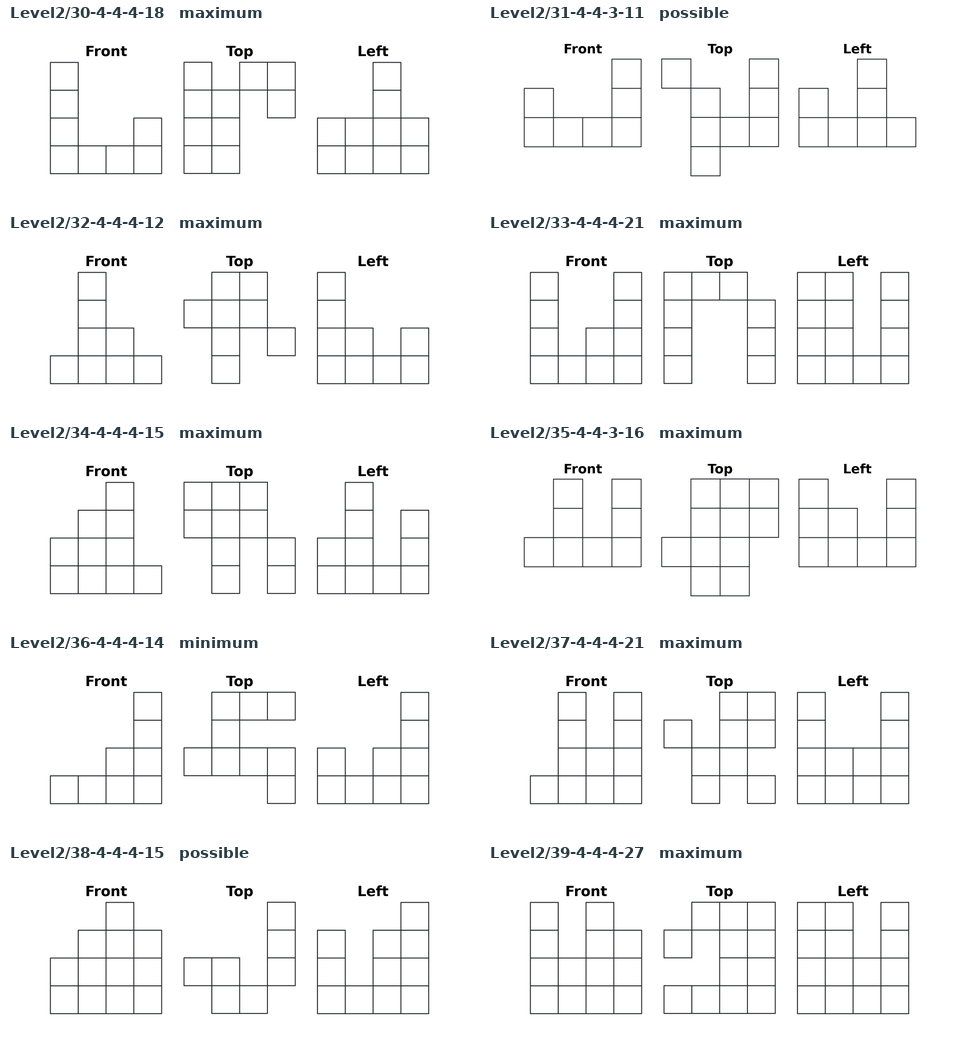 Level2/30-4-4-4-18 maximum
Front Top Left
Level2/31-4-4-3-11 possible
Front Top Left
Level2/32-4-4-4-12 maximum
Front Top Left
Level2/33-4-4-4-21 maximum
Front Top Left
Level2/34-4-4-4-15 maximum
Front Top Left
Level2/35-4-4-3-16 maximum
Front Top Left
Level2/36-4-4-4-14 minimum
Front Top Left
Level2/37-4-4-4-21 maximum
Front Top Left
Level2/38-4-4-4-15 possible
Front Top Left
Level2/39-4-4-4-27 maximum
Front Top Left